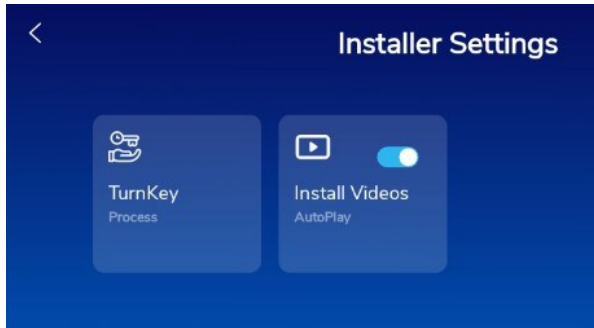 Installer Settings
TurnKey
Process
Install Videos
AutoPlay